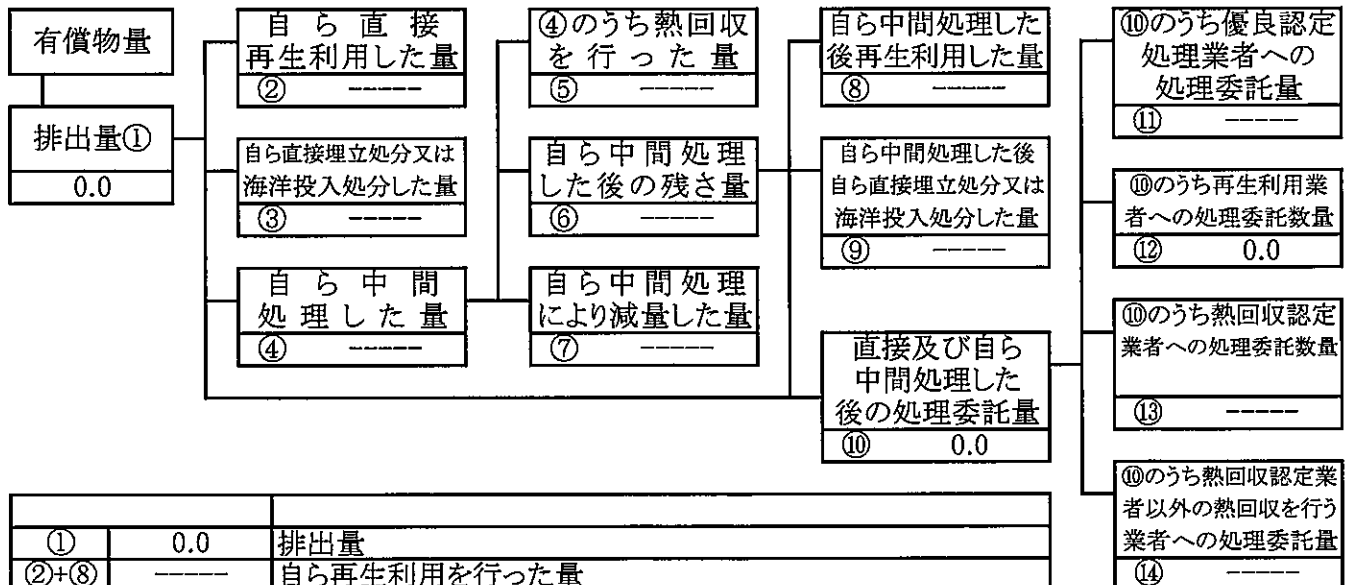 有償物量
排出量①
0.0
自ら直接
再生利用した量
② -----
自ら直接埋立処分又は
海洋投入処分した量
③ -----
自ら中間
処理した量
④ -----
④のうち熱回収
を行った量
⑤ -----
自ら中間処理
した後の残さ量
⑥ -----
自ら中間処理
により減量した量
⑦ -----
自ら中間処理した
後再生利用した量
⑧ -----
自ら中間処理した後
自ら直接埋立処分又は
海洋投入処分した量
⑨ -----
直接及び自ら
中間処理した
後の処理委託量
⑩ 0.0
⑩のうち優良認定
処理業者への
処理委託量
⑪ -----
⑩のうち再生利用業
者への処理委託数量
⑫ 0.0
⑩のうち熱回収認定
業者への処理委託数量
⑬ -----
⑩のうち熱回収認定業
者以外の熱回収を行う
業者への処理委託量
⑭ -----
① 0.0 排出量
②+⑧ ----- 自ら再生利用を行った量